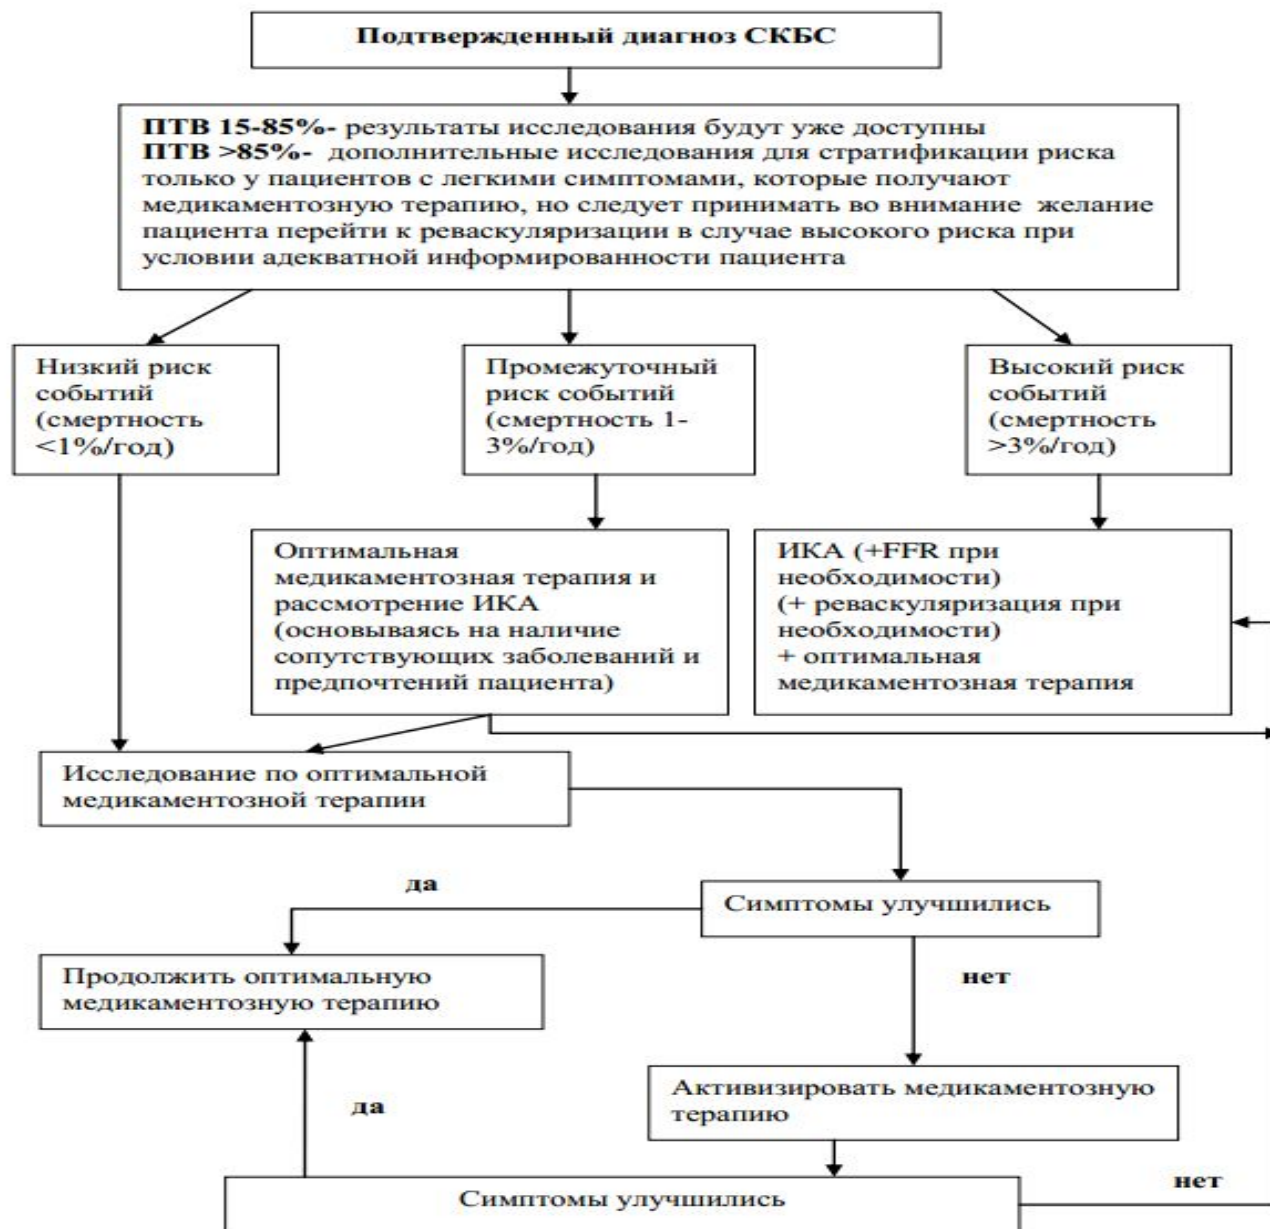 Подтвержденный диагноз СКБС
ПТВ 15-85%- результаты исследования будут уже доступны
ПТВ >85%- дополнительные исследования для стратификации риска
только у пациентов с легкими симптомами, которые получают
медикаментозную терапию, но следует принимать во внимание желание
пациента перейти к реваскуляризации в случае высокого риска при
условии адекватной информированности пациента
Низкий риск
событий
(смертность
<1%/год)
Промежуточный
риск событий
(смертность 1-
3%/год)
Высокий риск
событий
(смертность
>3%/год)
Оптимальная
медикаментозная терапия и
рассмотрение ИКА
(основываясь на наличие
сопутствующих заболеваний и
предпочтений пациента)
ИКА (+FFR при
необходимости)
(+ реваскуляризация при
необходимости)
+ оптимальная
медикаментозная терапия
Исследование по оптимальной
медикаментозной терапии
да
Симптомы улучшились
Продолжить оптимальную
медикаментозную терапию
нет
Активизировать медикаментозную
терапию
да
Симптомы улучшились
нет